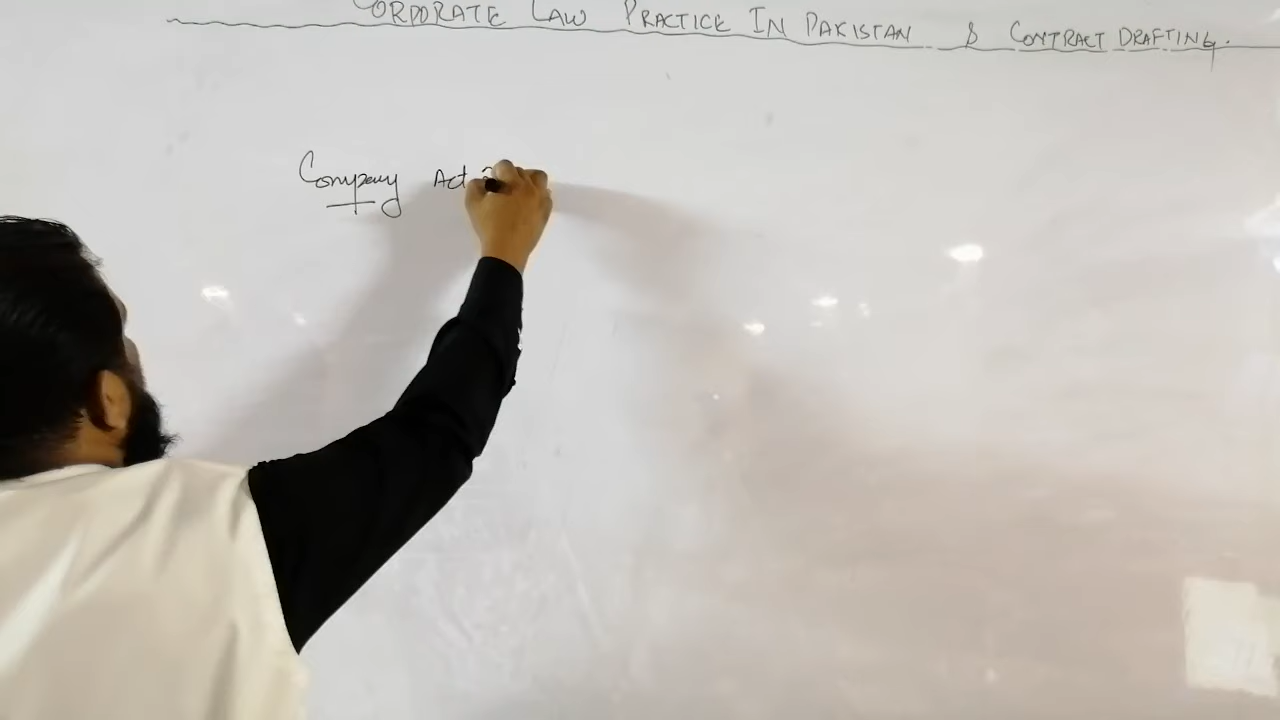 CORPORATE LAW PRACTICE IN PAKISTAN & CONTRACT DRAFTING.
Company Act